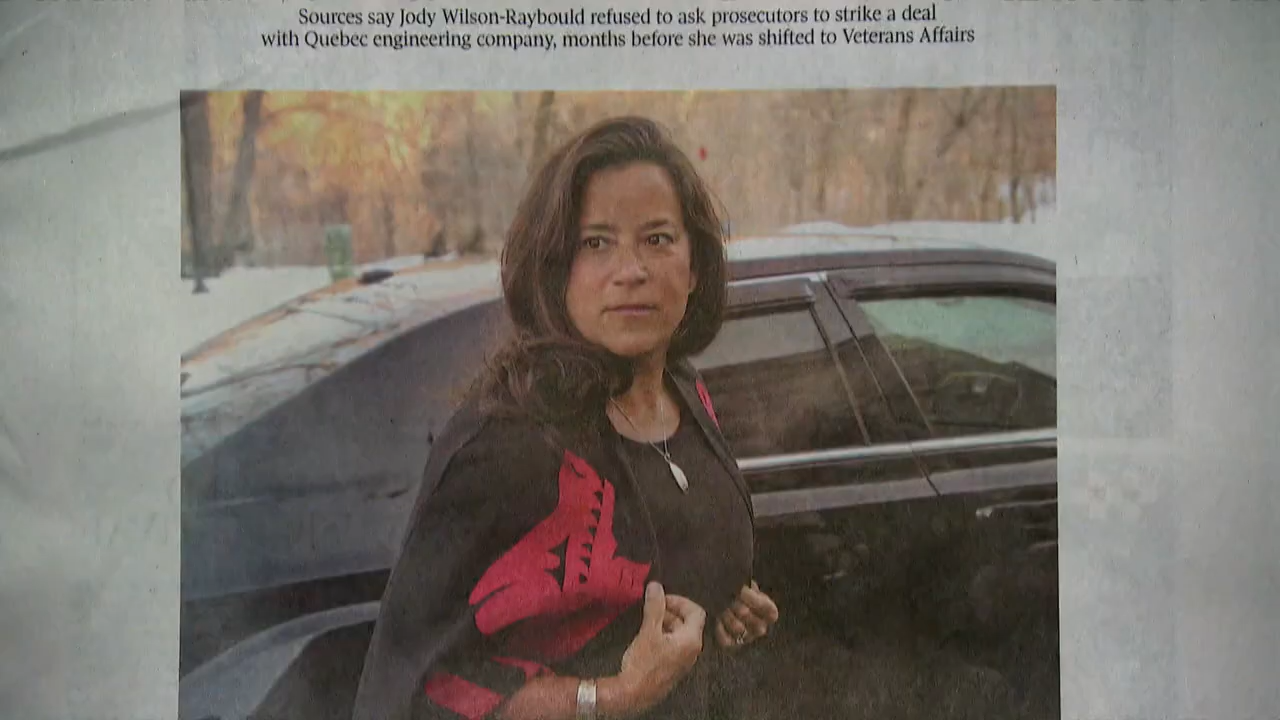 Sources say Jody Wilson-Raybould refused to ask prosecutors to strike a deal
with Quebec engineering company, months before she was shifted to Veterans Affairs